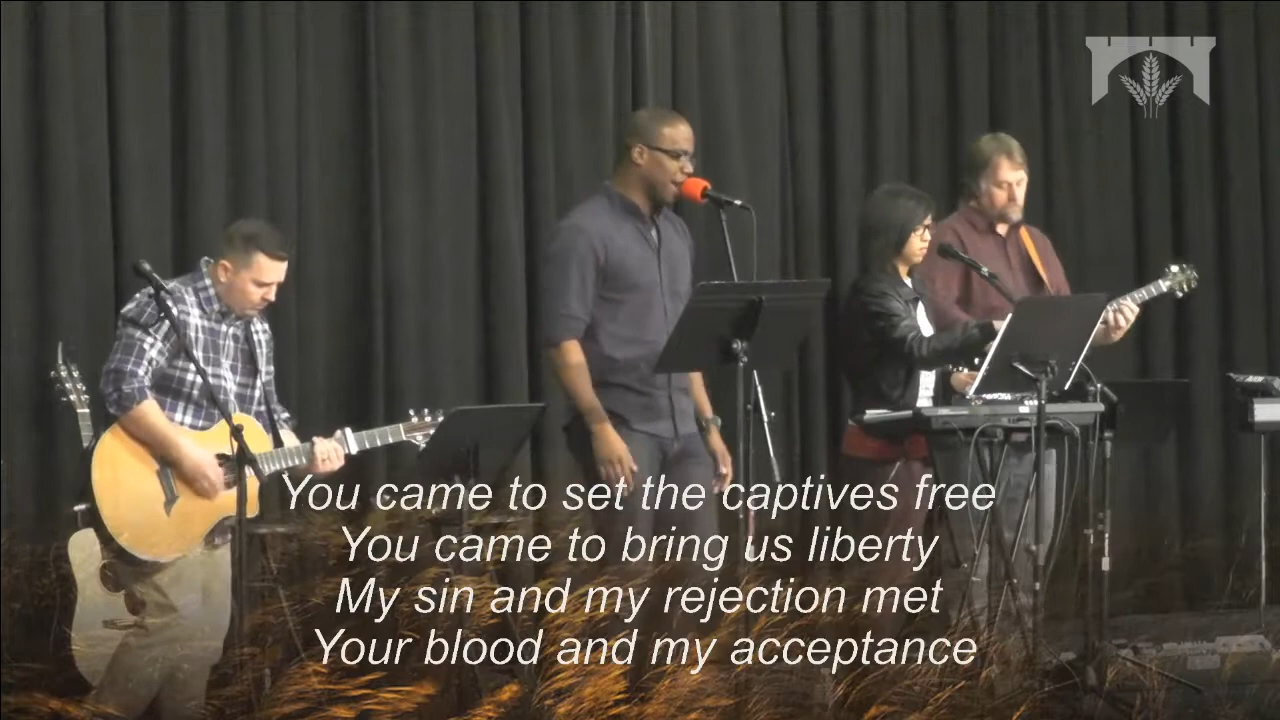 You came to set the captives free
You came to bring us liberty
My sin and my rejection met
Your blood and my acceptance